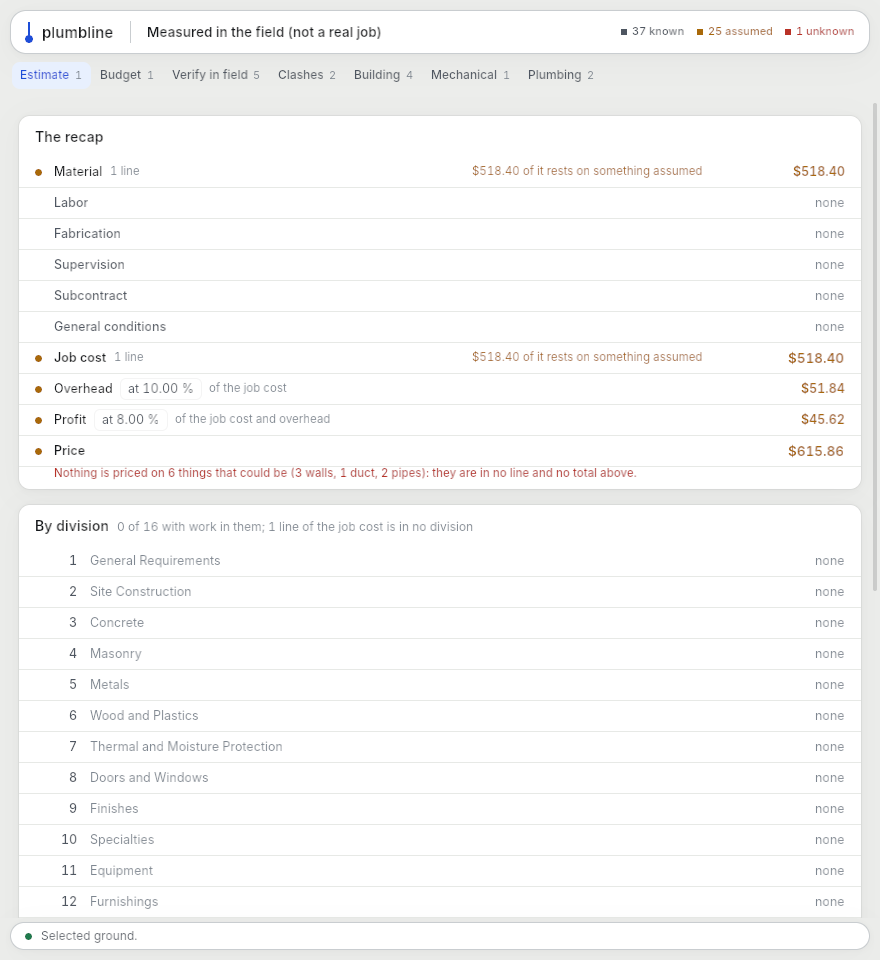 plumbline Measured in the field (not a real job) 37 known 25 assumed 1 unknown
Estimate 1 Budget 1 Verify in field 5 Clashes 2 Building 4 Mechanical 1 Plumbing 2
The recap
Material 1 line $518.40 of it rests on something assumed $518.40
Labor none
Fabrication none
Supervision none
Subcontract none
General conditions none
Job cost 1 line $518.40 of it rests on something assumed $518.40
Overhead at 10.00 % of the job cost $51.84
Profit at 8.00 % of the job cost and overhead $45.62
Price $615.86
Nothing is priced on 6 things that could be (3 walls, 1 duct, 2 pipes): they are in no line and no total above.
By division 0 of 16 with work in them; 1 line of the job cost is in no division
1 General Requirements none
2 Site Construction none
3 Concrete none
4 Masonry none
5 Metals none
6 Wood and Plastics none
7 Thermal and Moisture Protection none
8 Doors and Windows none
9 Finishes none
10 Specialties none
11 Equipment none
12 Furnishings none
Selected ground.